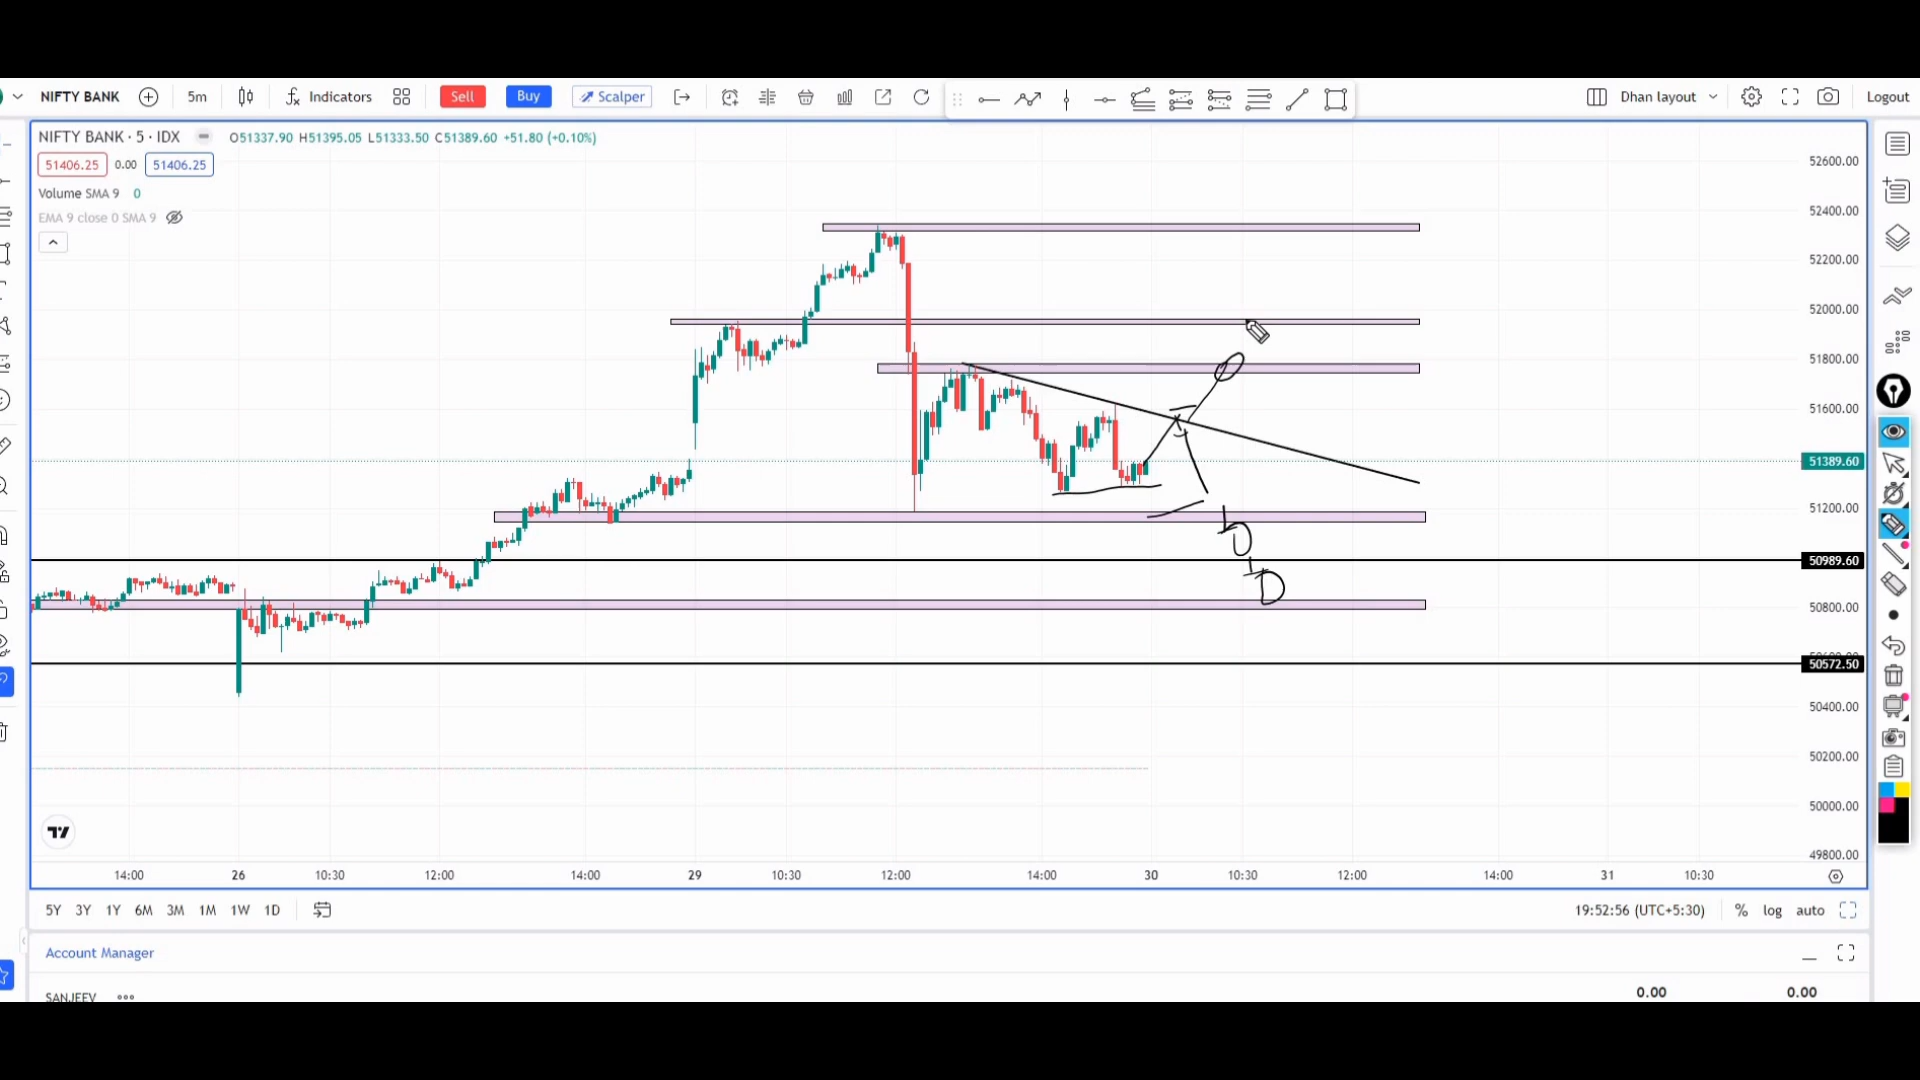 NIFTY BANK 5m Indicators Sell Buy Scalper Dhan layout Logout
NIFTY BANK · 5 · IDX O51337.90 H51395.05 L51333.50 C51389.60 +51.80 (+0.10%)
51406.25 0.00 51406.25
Volume SMA 9 0
EMA 9 close 0 SMA 9
52600.00
52400.00
52200.00
52000.00
51800.00
51600.00
51389.60
51200.00
50989.60
50800.00
50572.50
50400.00
50200.00
50000.00
49800.00
14:00 26 10:30 12:00 14:00 29 10:30 12:00 14:00 30 10:30 12:00 14:00 31 10:30
5Y 3Y 1Y 6M 3M 1M 1W 1D 19:52:56 (UTC+5:30) % log auto
Account Manager
SANJEEV 0.00 0.00